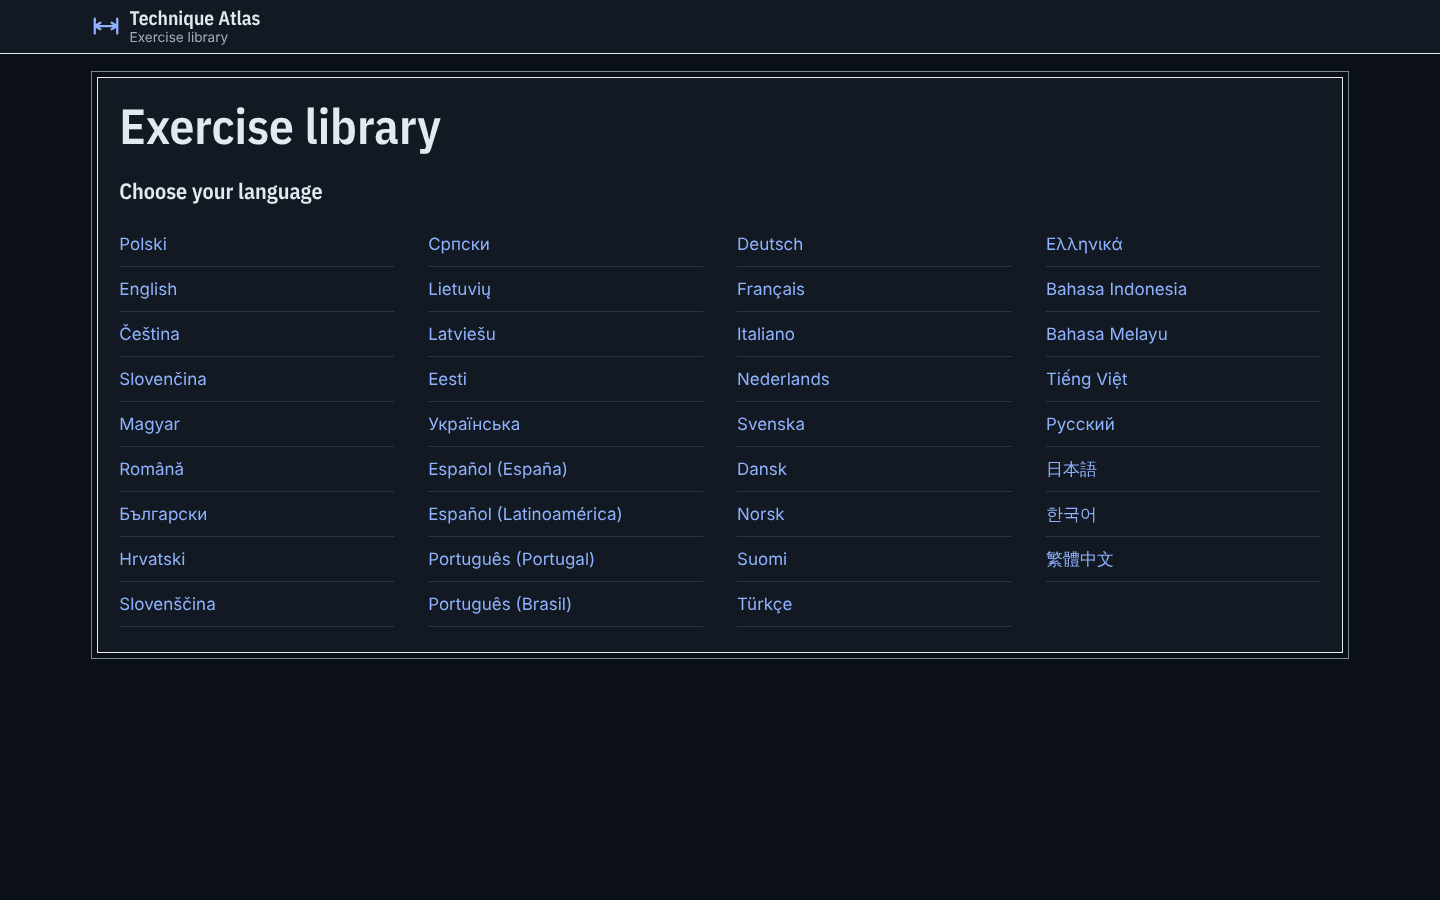 Technique Atlas
Exercise library
Exercise library
Choose your language
Polski
English
Čeština
Slovenčina
Magyar
Română
Български
Hrvatski
Slovenščina
Српски
Lietuvių
Latviešu
Eesti
Українська
Español (España)
Español (Latinoamérica)
Português (Portugal)
Português (Brasil)
Deutsch
Français
Italiano
Nederlands
Svenska
Dansk
Norsk
Suomi
Türkçe
Ελληνικά
Bahasa Indonesia
Bahasa Melayu
Tiếng Việt
Русский
日本語
한국어
繁體中文